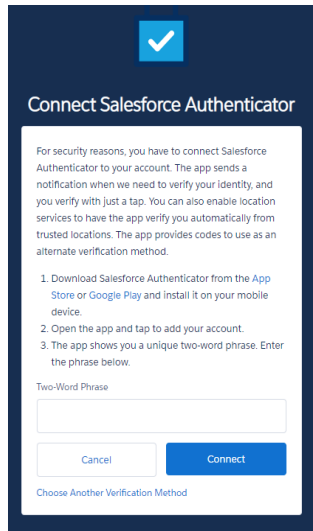 Connect Salesforce Authenticator
For security reasons, you have to connect Salesforce
Authenticator to your account. The app sends a
notification when we need to verify your identity, and
you verify with just a tap. You can also enable location
services to have the app verify you automatically from
trusted locations. The app provides codes to use as an
alternate verification method.
1. Download Salesforce Authenticator from the App
Store or Google Play and install it on your mobile
device.
2. Open the app and tap to add your account.
3. The app shows you a unique two-word phrase. Enter
the phrase below.
Two-Word Phrase
Cancel
Connect
Choose Another Verification Method